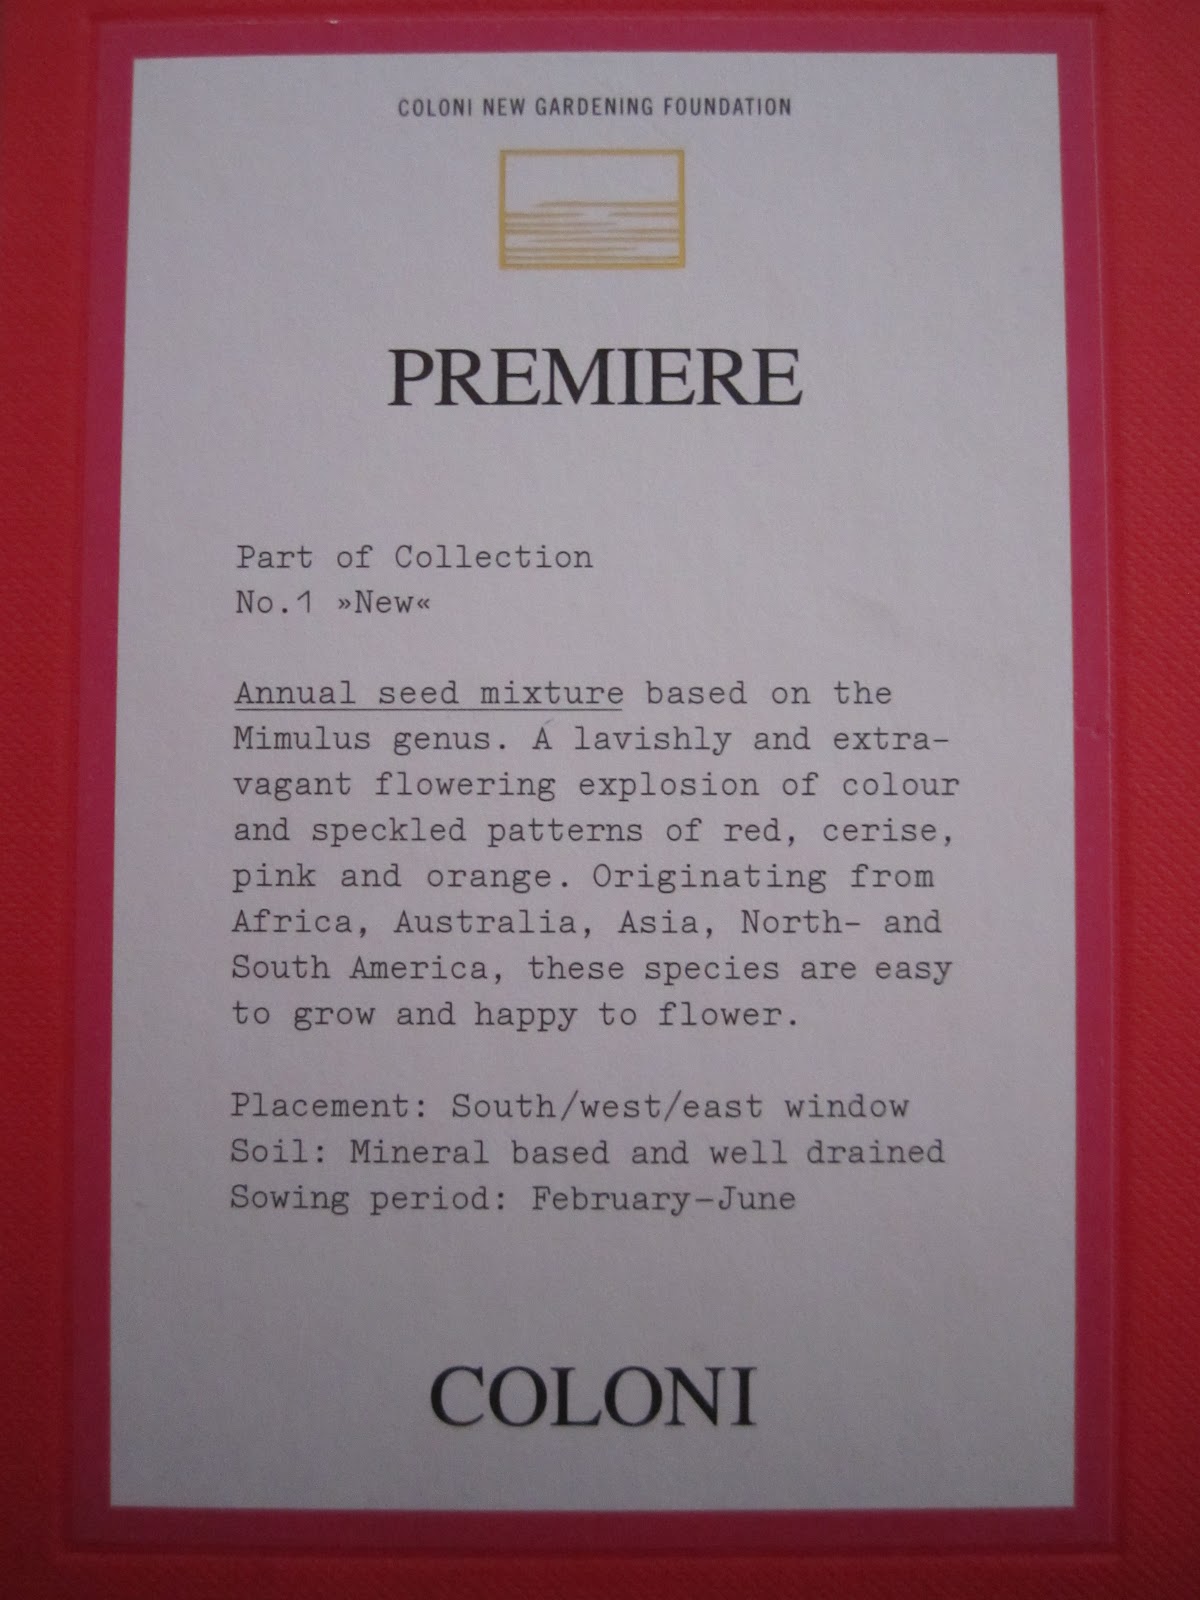 COLONI NEW GARDENING FOUNDATION
PREMIERE
Part of Collection
No.1 »New«
Annual seed mixture based on the
Mimulus genus. A lavishly and extra-
vagant flowering explosion of colour
and speckled patterns of red, cerise,
pink and orange. Originating from
Africa, Australia, Asia, North- and
South America, these species are easy
to grow and happy to flower.
Placement: South/west/east window
Soil: Mineral based and well drained
Sowing period: February–June
COLONI